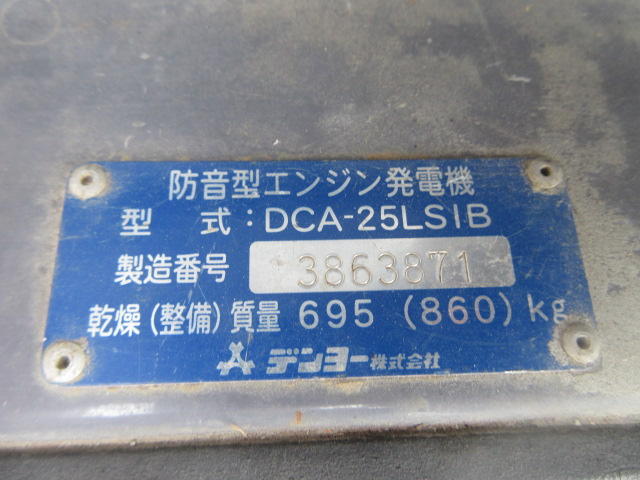 防音型エンジン発電機
型 式:DCA-25LSIB
製造番号 3863871
乾燥(整備)質量 695 (860) kg
デンヨー株式会社